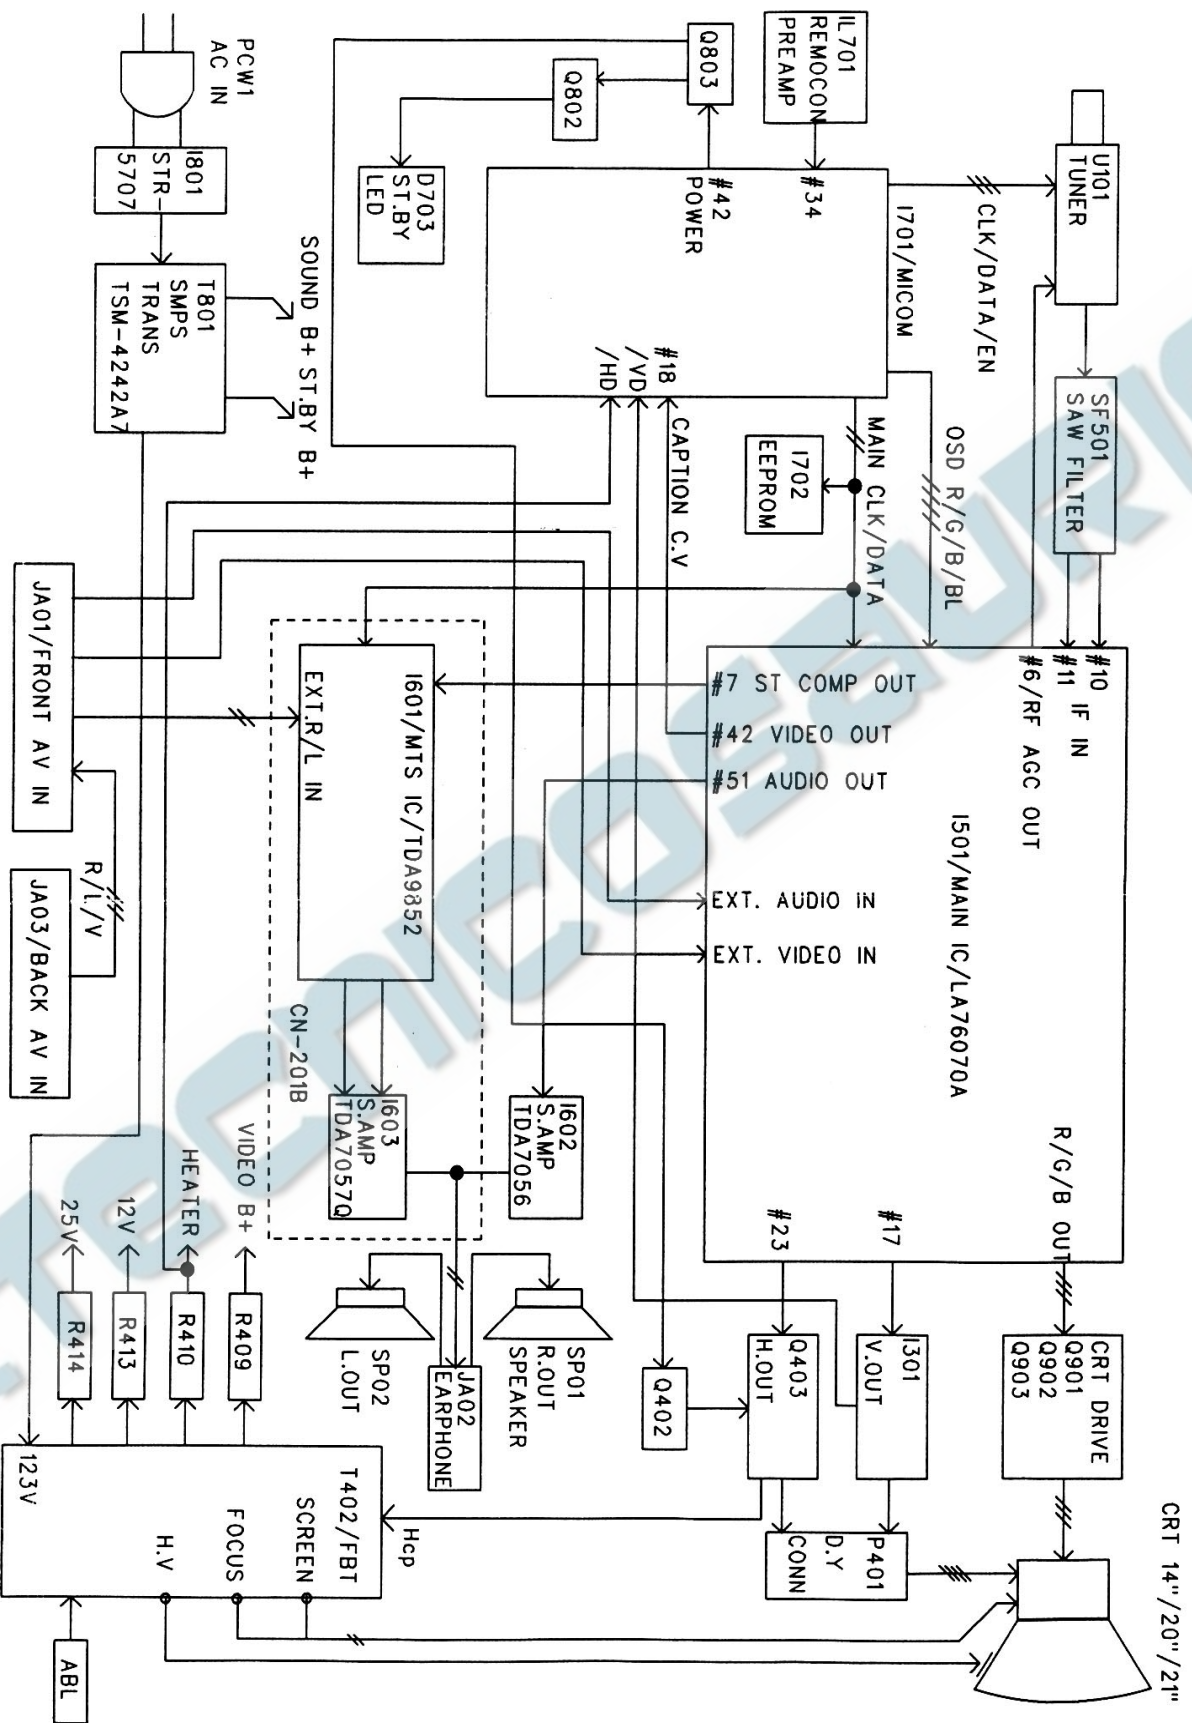 CRT 14"/20"/21"
U101
TUNER
SF501
SAW FILTER
#10
#11 IF IN
#6/RF AGC OUT
I501/MAIN IC/LA76070A
R/G/B OUT
CRT DRIVE
Q901
Q902
Q903
CLK/DATA/EN
OSD R/G/B/BL
IL701
REMOCON
PREAMP
I701/MICOM
#34
#42
POWER
#18
/VD
/HD
MAIN CLK/DATA
I702
EEPROM
CAPTION C.V
#7 ST COMP OUT
#42 VIDEO OUT
#51 AUDIO OUT
EXT. AUDIO IN
EXT. VIDEO IN
#17
#23
I301
V.OUT
Q403
H.OUT
P401
D.Y
CONN
Q402
Q803
Q802
D703
ST.BY
LED
I601/MTS IC/TDA9852
EXT.R/L IN
CN-201B
I602
S.AMP
TDA7056
I603
S.AMP
TDA7057Q
SP01
R.OUT
SPEAKER
SP02
L.OUT
JA02
EARPHONE
Hcp
PCW1
AC IN
I801
STR-
5707
T801
SMPS
TRANS
TSM-4242A7
SOUND B+
ST.BY B+
JA01/FRONT AV IN
R/L/V
JA03/BACK AV IN
VIDEO B+
HEATER
12V
25V
R409
R410
R413
R414
T402/FBT
SCREEN
FOCUS
H.V
123V
ABL
TECNICOSAURIO